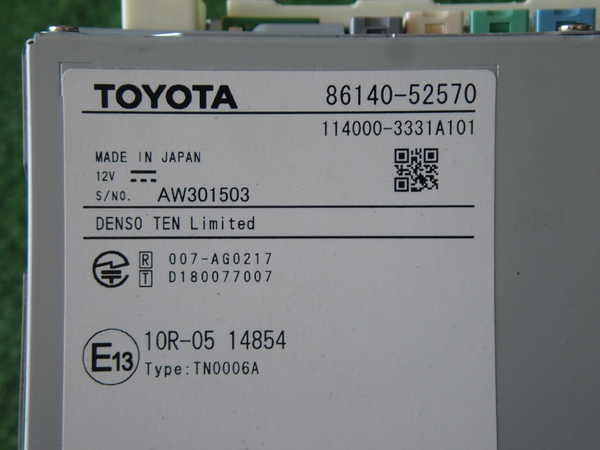 TOYOTA 86140-52570
114000-3331A101
MADE IN JAPAN
12V
S/NO. AW301503
DENSO TEN Limited
R 007-AG0217
T D180077007
E13 10R-05 14854
Type:TN0006A